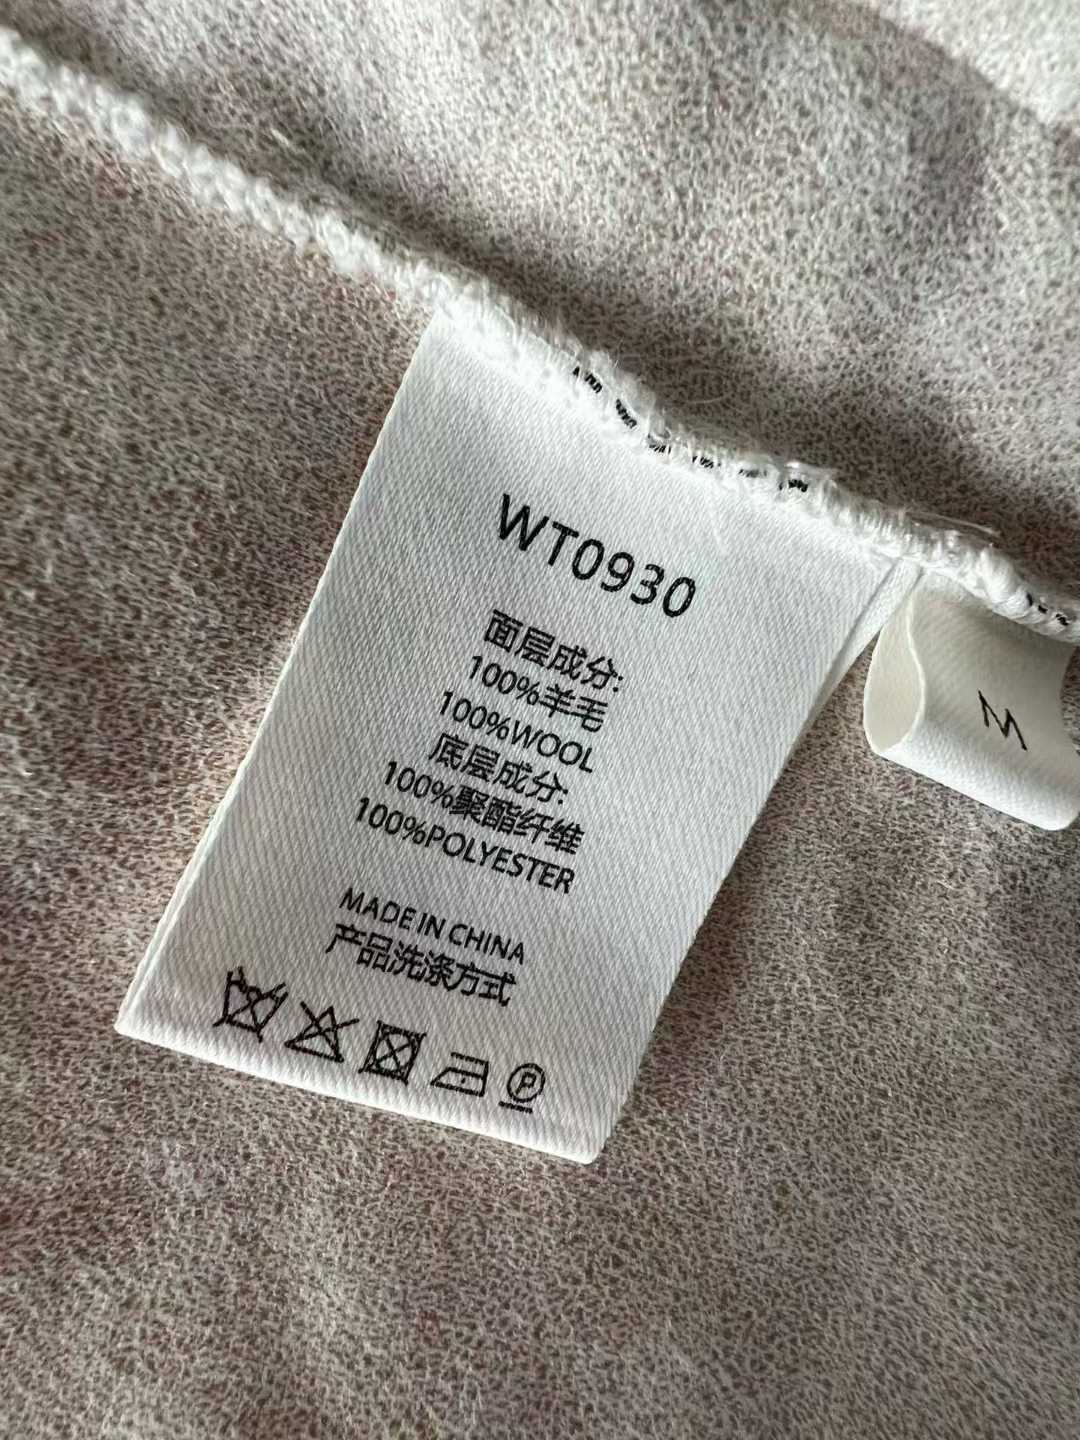 WT0930
面层成分:
100%羊毛
100%WOOL
底层成分:
100%聚酯纤维
100%POLYESTER
MADE IN CHINA
产品洗涤方式
P
M